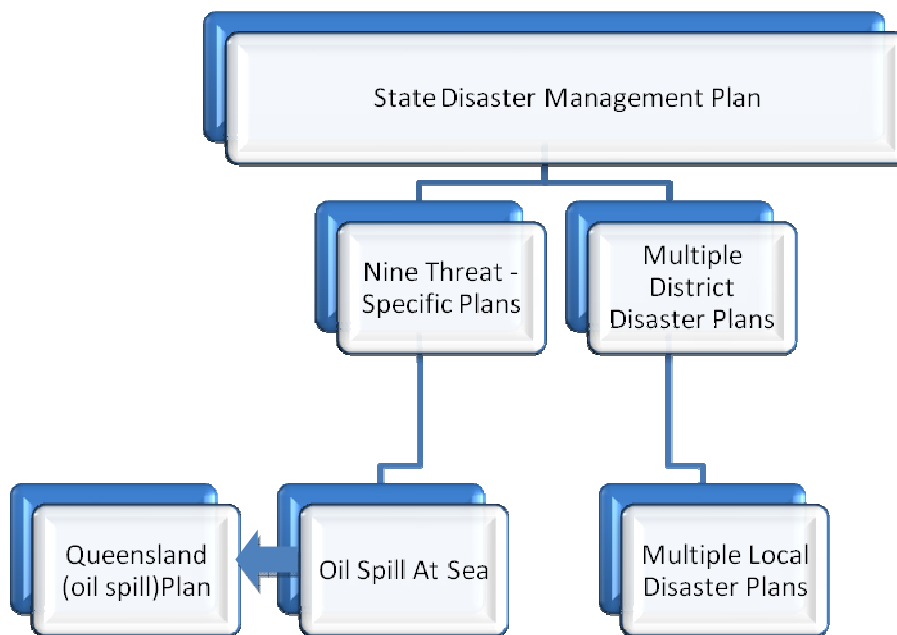 State Disaster Management Plan
Nine Threat -
Specific Plans
Multiple
District
Disaster Plans
Queensland
(oil spill)Plan
Oil Spill At Sea
Multiple Local
Disaster Plans